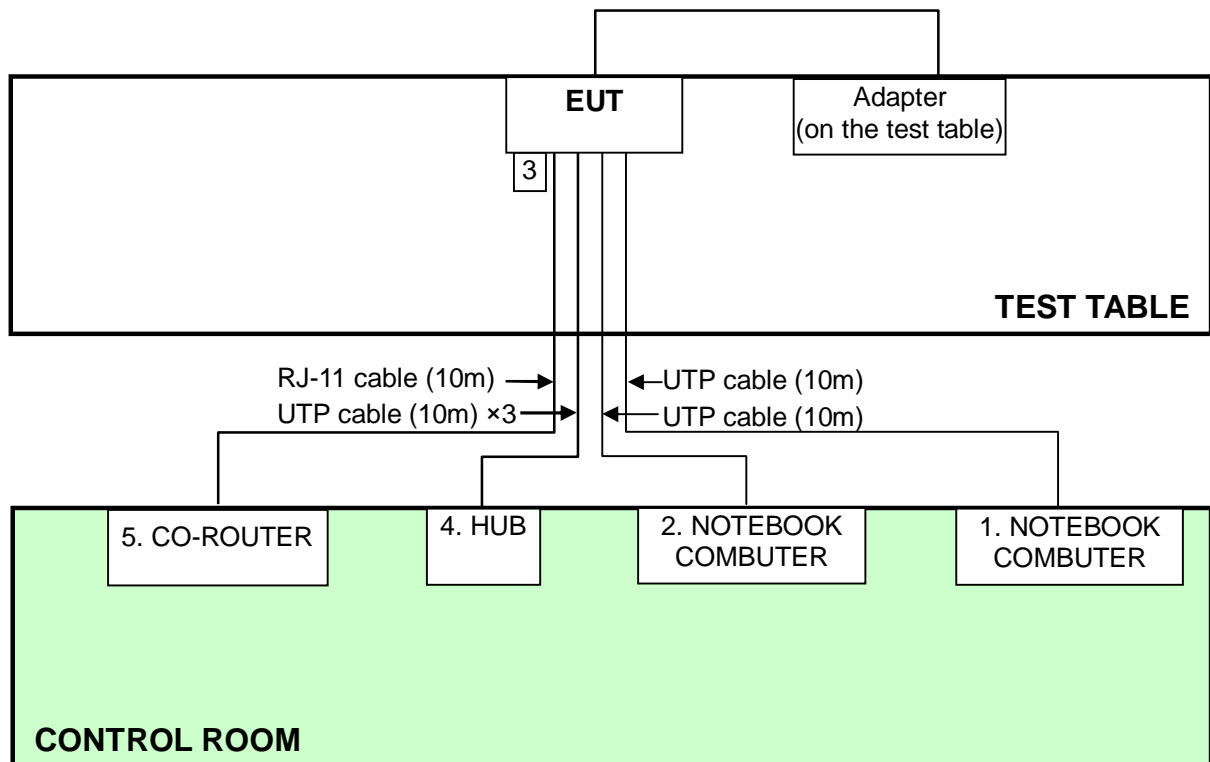 EUT
Adapter
(on the test table)
3
TEST TABLE
RJ-11 cable (10m)
UTP cable (10m)
UTP cable (10m) ×3
UTP cable (10m)
5. CO-ROUTER
4. HUB
2. NOTEBOOK
COMBUTER
1. NOTEBOOK
COMBUTER
CONTROL ROOM